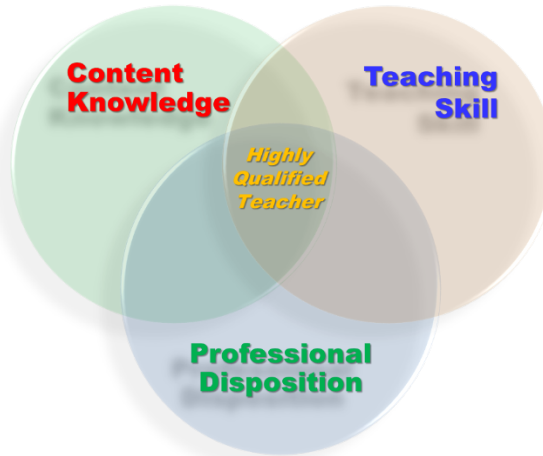 Content
Knowledge
Teaching
Skill
Highly
Qualified
Teacher
Professional
Disposition